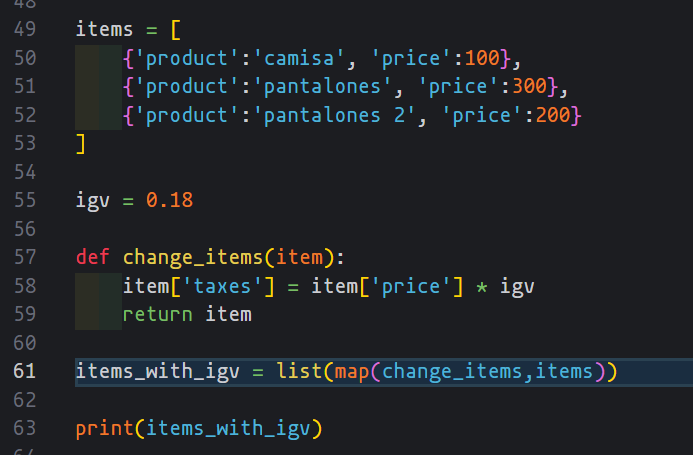 48
49 items = [
50 {'product':'camisa', 'price':100},
51 {'product':'pantalones', 'price':300},
52 {'product':'pantalones 2', 'price':200}
53 ]
54
55 igv = 0.18
56
57 def change_items(item):
58 item['taxes'] = item['price'] * igv
59 return item
60
61 items_with_igv = list(map(change_items,items))
62
63 print(items_with_igv)
64